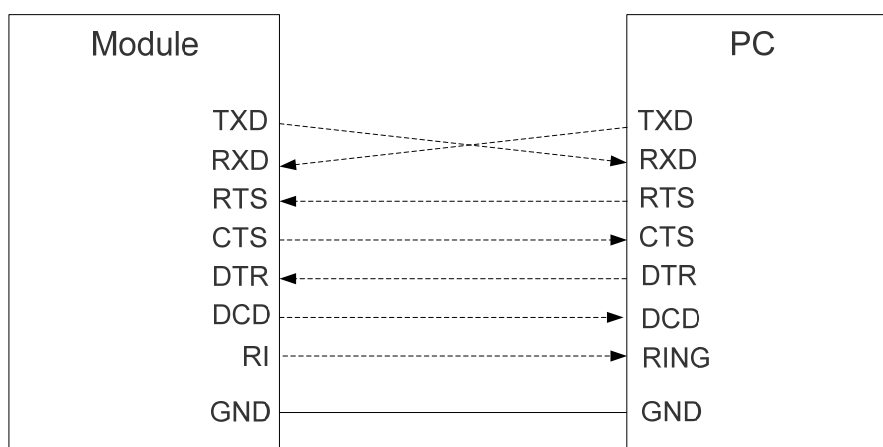 Module
PC
TXD
TXD
RXD
RXD
RTS
RTS
CTS
CTS
DTR
DTR
DCD
DCD
RI
RING
GND
GND